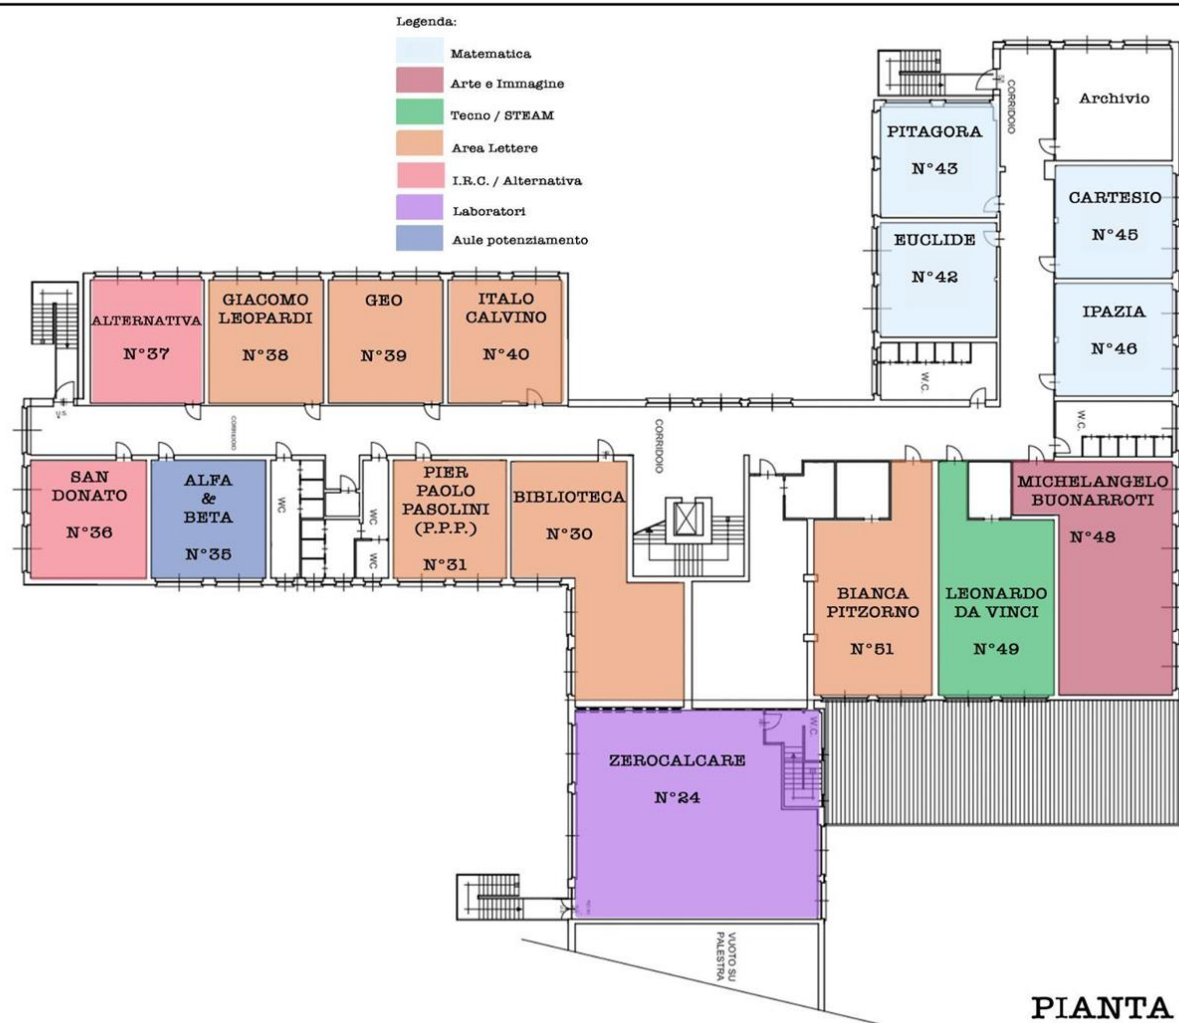 Legenda:
Matematica
Arte e Immagine
Tecno / STEAM
Area Lettere
I.R.C. / Alternativa
Laboratori
Aule potenziamento
CORRIDOIO
Archivio
PITAGORA
N°43
CARTESIO
N°45
EUCLIDE
N°42
IPAZIA
N°46
W.C.
W.C.
ALTERNATIVA
N°37
GIACOMO
LEOPARDI
N°38
GEO
N°39
ITALO
CALVINO
N°40
CORRIDOIO
CORRIDOIO
SAN
DONATO
N°36
ALFA
&
BETA
N°35
WC
WC
WC
PIER
PAOLO
PASOLINI
(P.P.P.)
N°31
BIBLIOTECA
N°30
BIANCA
PITZORNO
N°51
LEONARDO
DA VINCI
N°49
MICHELANGELO
BUONARROTI
N°48
W.C.
ZEROCALCARE
N°24
VUOTO SU
PALESTRA
PIANTA